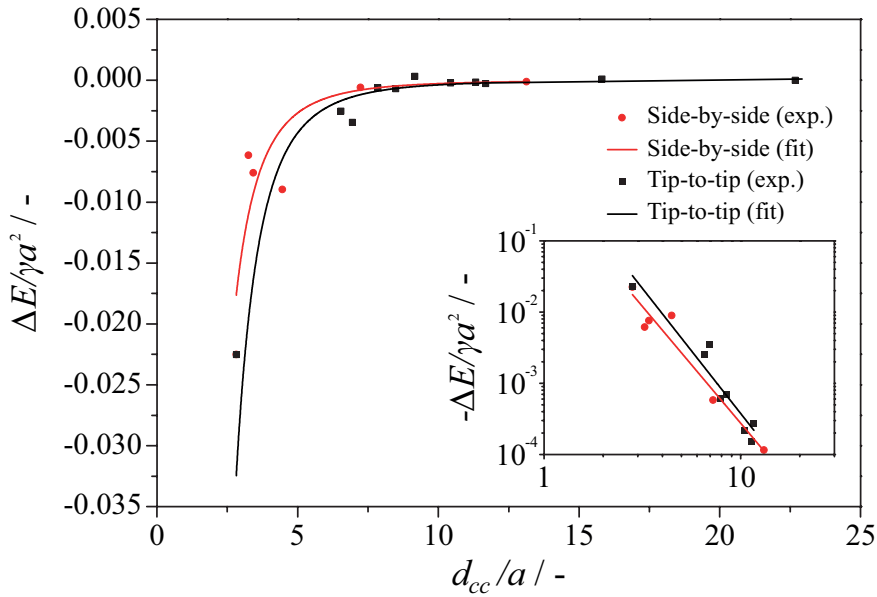 0.005
0.000
-0.005
-0.010
-0.015
-0.020
-0.025
-0.030
-0.035
ΔE/γa² / -
0 5 10 15 20 25
d_cc/a / -
Side-by-side (exp.)
Side-by-side (fit)
Tip-to-tip (exp.)
Tip-to-tip (fit)
10⁻¹
10⁻²
10⁻³
10⁻⁴
-ΔE/γa² / -
1 10